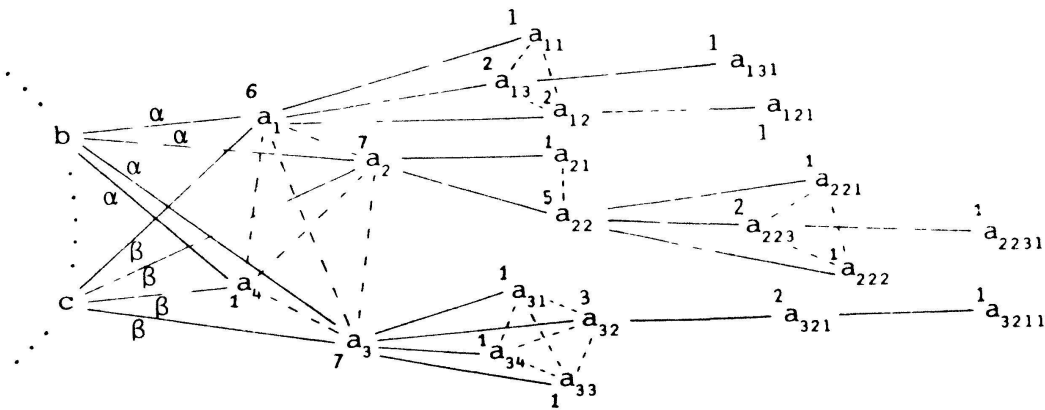 1 a₁₁
1 a₁₃₁
2 a₁₃
6 a₁
2 a₁₂
a₁₂₁
1
α
b
α
7 a₂
1 a₂₁
1 a₂₂₁
α
α
5 a₂₂
2 a₂₂₃
1 a₂₂₃₁
β
β
1 a₂₂₂
1 a₄
c
β
β
1 a₃₁
3 a₃₂
2 a₃₂₁
1 a₃₂₁₁
7 a₃
1 a₃₄
1 a₃₃